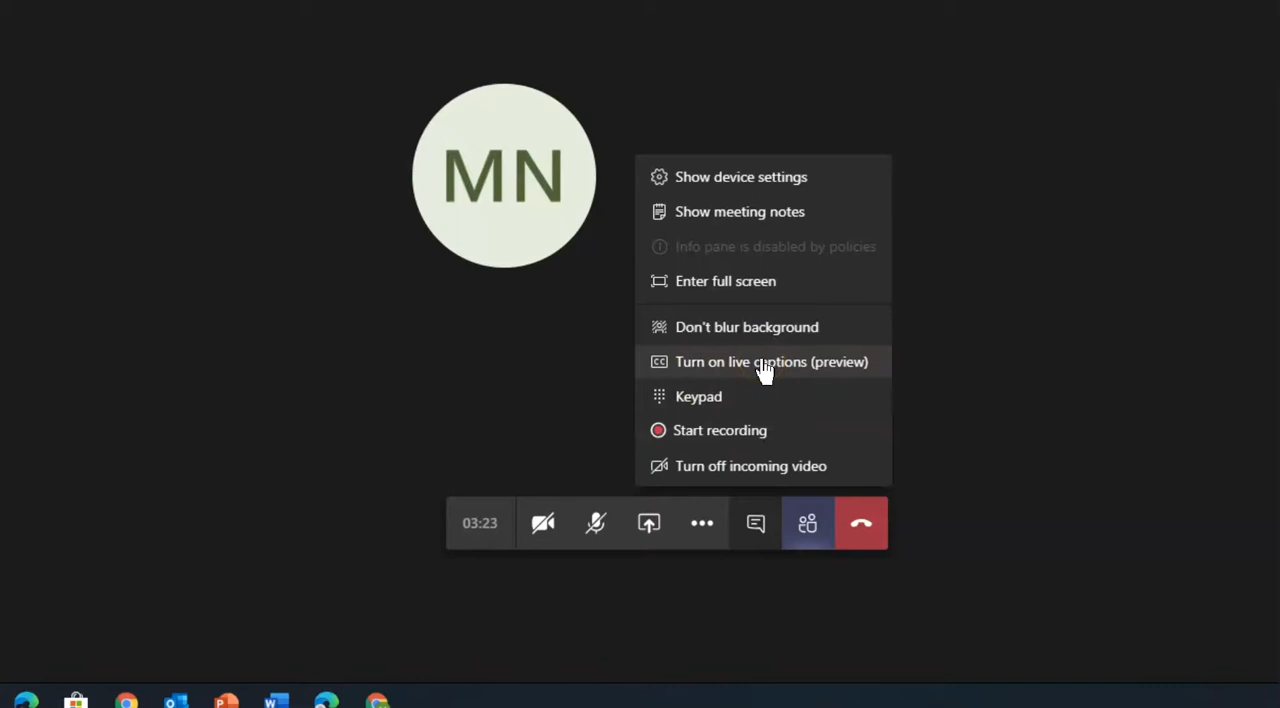 MN
Show device settings
Show meeting notes
Info pane is disabled by policies
Enter full screen
Don't blur background
Turn on live captions (preview)
Keypad
Start recording
Turn off incoming video
03:23